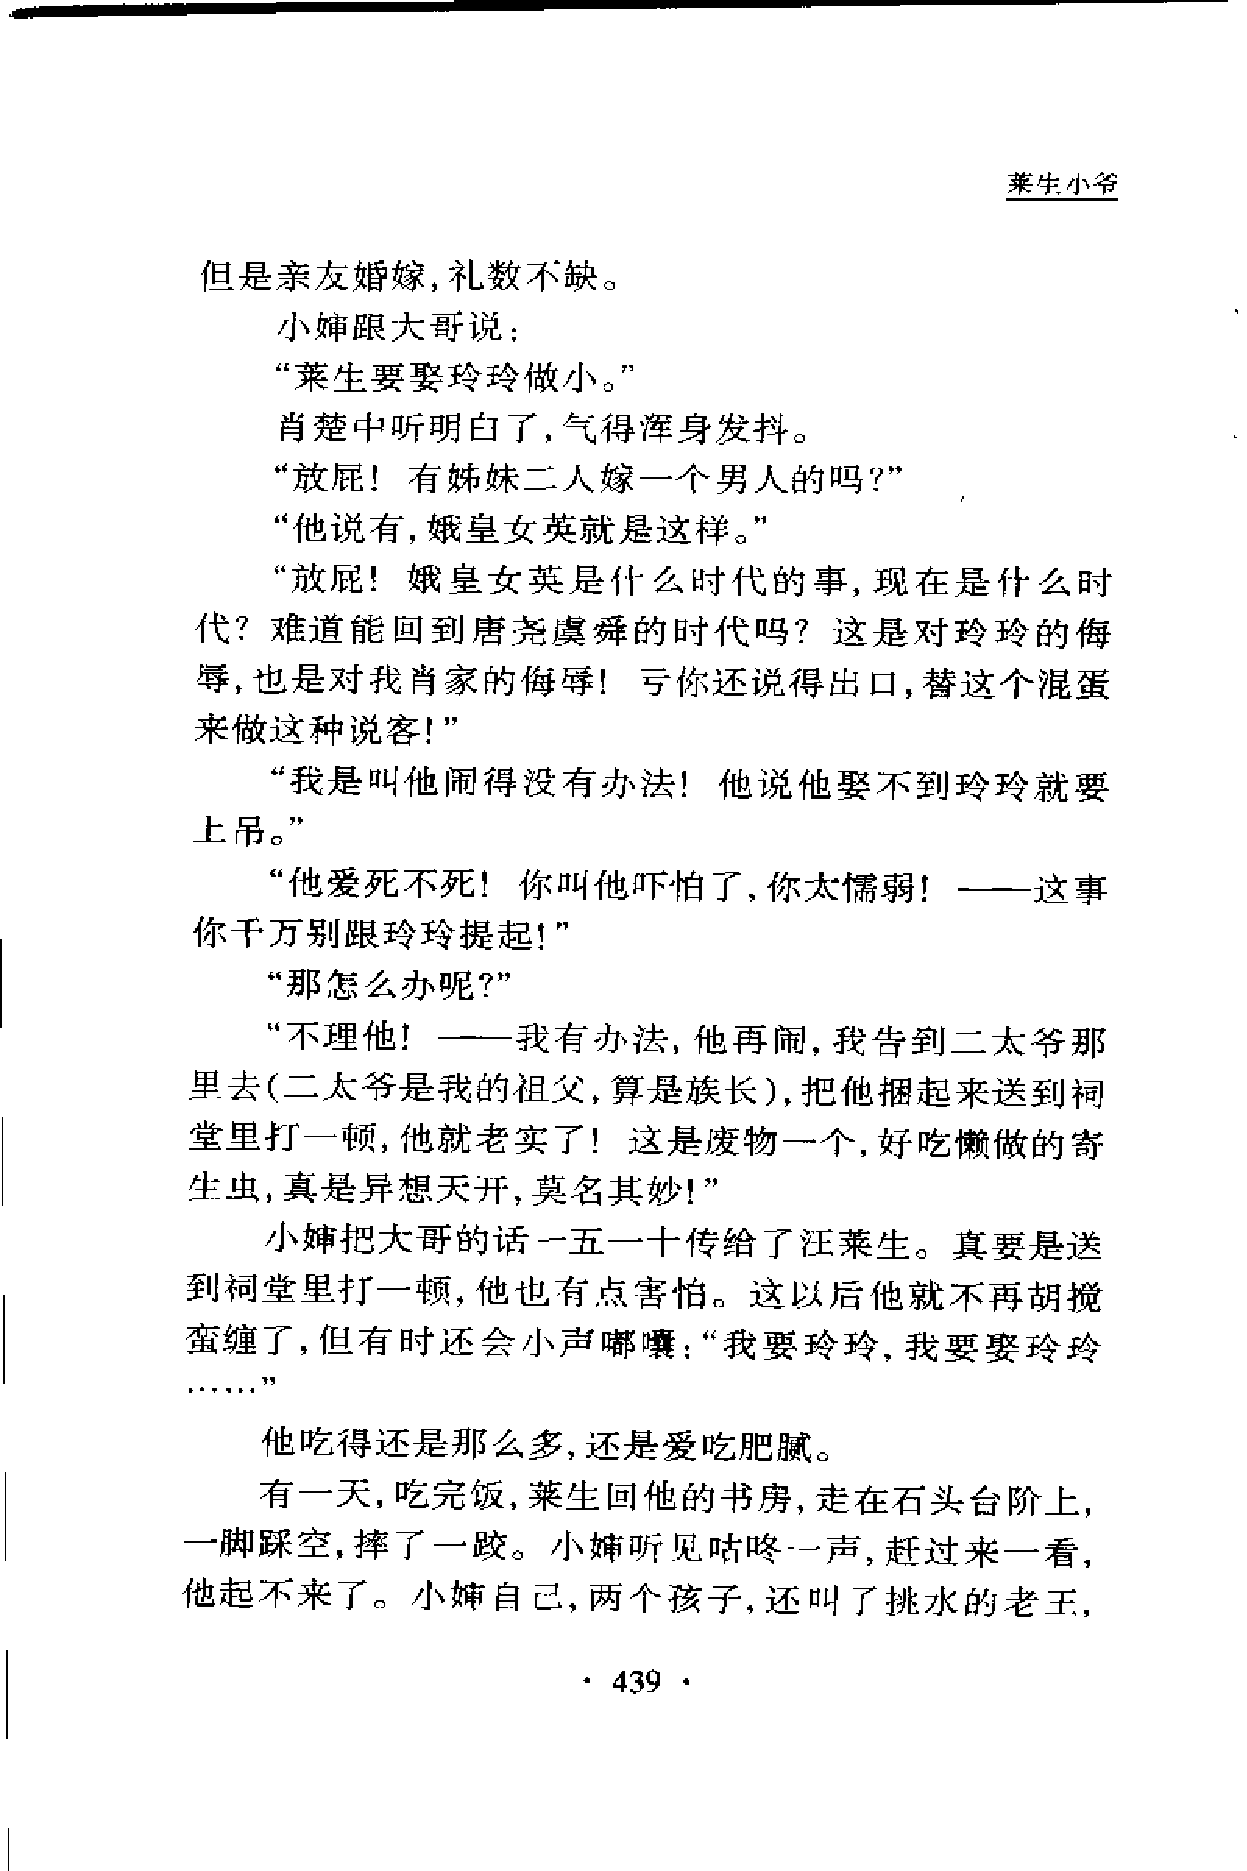 莱生小爷
但是亲友婚嫁,礼数不缺。
小婶跟大哥说:
“莱生要娶玲玲做小。”
肖楚中听明白了,气得浑身发抖。
“放屁! 有姊妹二人嫁一个男人的吗?”
“他说有,娥皇女英就是这样。”
“放屁! 娥皇女英是什么时代的事,现在是什么时
代? 难道能回到唐尧虞舜的时代吗? 这是对玲玲的侮
辱,也是对我肖家的侮辱! 亏你还说得出口,替这个混蛋
来做这种说客!”
“我是叫他闹得没有办法! 他说他娶不到玲玲就要
上吊。”
“他爱死不死! 你叫他吓怕了,你太懦弱! ——这事
你千万别跟玲玲提起!”
“那怎么办呢?”
“不理他! ——我有办法,他再闹,我告到二太爷那
里去(二太爷是我的祖父,算是族长),把他捆起来送到祠
堂里打一顿,他就老实了! 这是废物一个,好吃懒做的寄
生虫,真是异想天开,莫名其妙!”
小婶把大哥的话一五一十传给了汪莱生。真要是送
到祠堂里打一顿,他也有点害怕。这以后他就不再胡搅
蛮缠了,但有时还会小声嘟囔:“我要玲玲,我要娶玲玲
……”
他吃得还是那么多,还是爱吃肥腻。
有一天,吃完饭,莱生回他的书房,走在石头台阶上,
一脚踩空,摔了一跤。小婶听见咕咚一声,赶过来一看,
他起不来了。小婶自己,两个孩子,还叫了挑水的老王,
· 439 ·